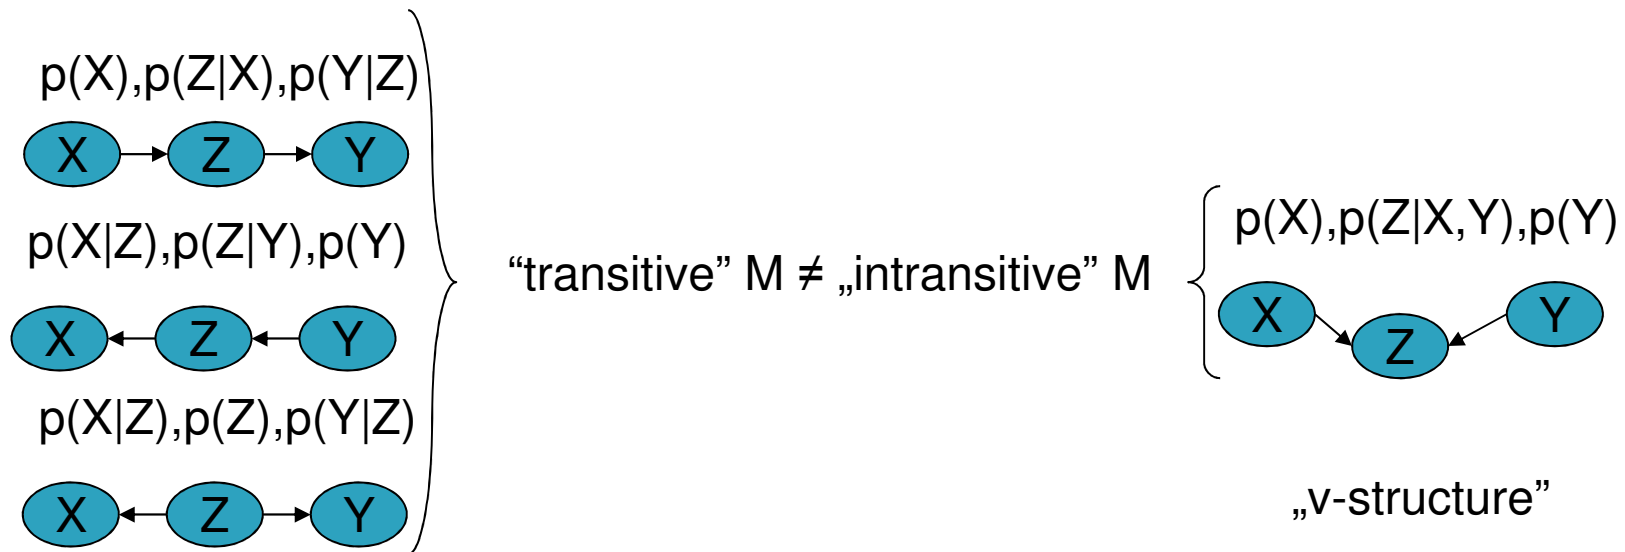 p(X),p(Z|X),p(Y|Z)
X Z Y
p(X|Z),p(Z|Y),p(Y)
X Z Y
p(X|Z),p(Z),p(Y|Z)
X Z Y
“transitive” M ≠ „intransitive” M
p(X),p(Z|X,Y),p(Y)
X Z Y
„v-structure”